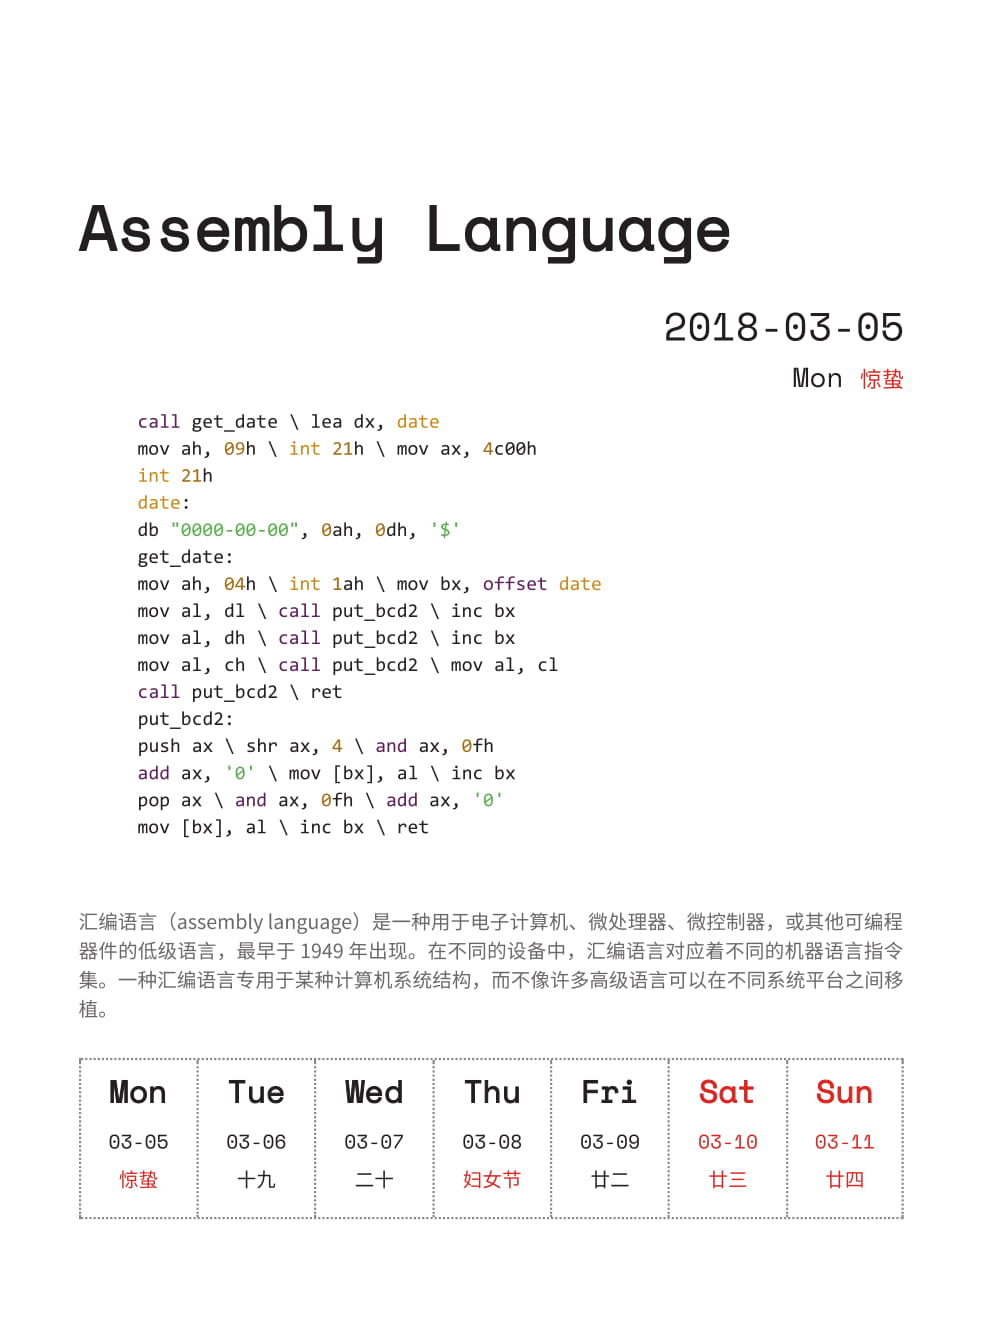 Assembly Language
2018-03-05
Mon 惊蛰
call get_date \ lea dx, date
mov ah, 09h \ int 21h \ mov ax, 4c00h
int 21h
date:
db "0000-00-00", 0ah, 0dh, '$'
get_date:
mov ah, 04h \ int 1ah \ mov bx, offset date
mov al, dl \ call put_bcd2 \ inc bx
mov al, dh \ call put_bcd2 \ inc bx
mov al, ch \ call put_bcd2 \ mov al, cl
call put_bcd2 \ ret
put_bcd2:
push ax \ shr ax, 4 \ and ax, 0fh
add ax, '0' \ mov [bx], al \ inc bx
pop ax \ and ax, 0fh \ add ax, '0'
mov [bx], al \ inc bx \ ret
汇编语言（assembly language）是一种用于电子计算机、微处理器、微控制器，或其他可编程
器件的低级语言，最早于 1949 年出现。在不同的设备中，汇编语言对应着不同的机器语言指令
集。一种汇编语言专用于某种计算机系统结构，而不像许多高级语言可以在不同系统平台之间移
植。
Mon Tue Wed Thu Fri Sat Sun
03-05 03-06 03-07 03-08 03-09 03-10 03-11
惊蛰 十九 二十 妇女节 廿二 廿三 廿四